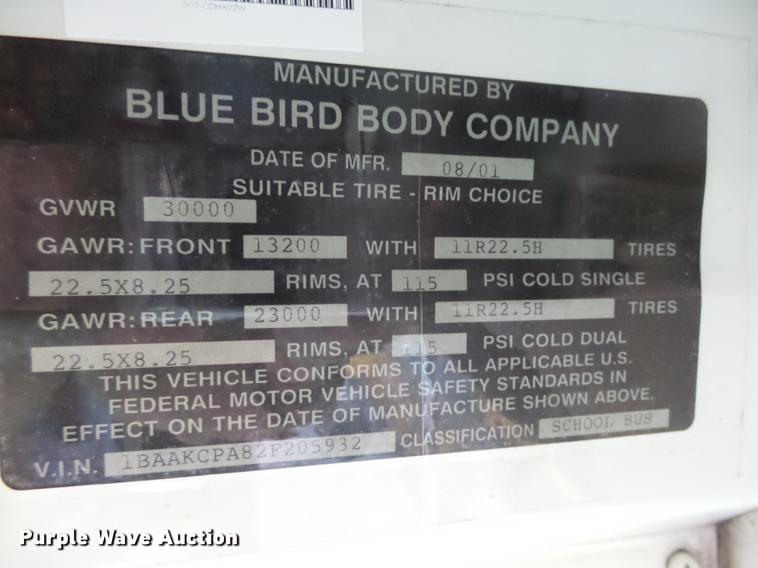 DOT-CDMAVZW
MANUFACTURED BY
BLUE BIRD BODY COMPANY
DATE OF MFR. 08/01
SUITABLE TIRE - RIM CHOICE
GVWR 30000
GAWR: FRONT 13200 WITH 11R22.5H TIRES
22.5X8.25 RIMS, AT 115 PSI COLD SINGLE
GAWR: REAR 23000 WITH 11R22.5H TIRES
22.5X8.25 RIMS, AT 115 PSI COLD DUAL
THIS VEHICLE CONFORMS TO ALL APPLICABLE U.S.
FEDERAL MOTOR VEHICLE SAFETY STANDARDS IN
EFFECT ON THE DATE OF MANUFACTURE SHOWN ABOVE.
V.I.N. 1BAAKCPA82F205932 CLASSIFICATION SCHOOL BUS
Purple Wave Auction